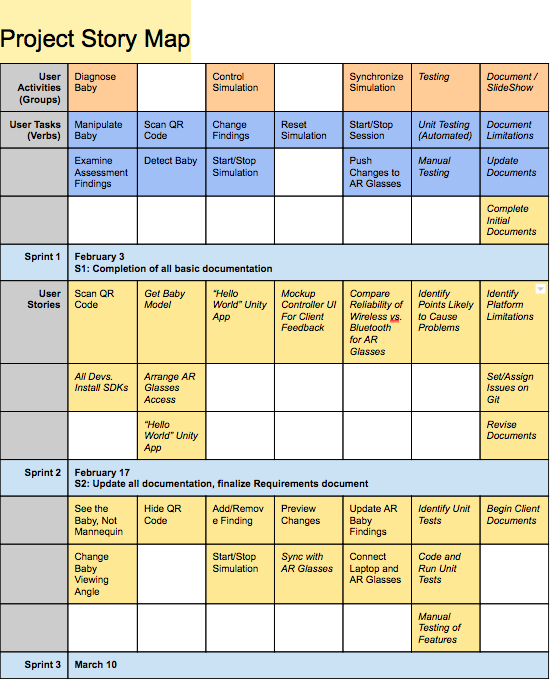 Project Story Map
User Activities (Groups)
Diagnose Baby
Control Simulation
Synchronize Simulation
Testing
Document / SlideShow
User Tasks (Verbs)
Manipulate Baby
Scan QR Code
Change Findings
Reset Simulation
Start/Stop Session
Unit Testing (Automated)
Document Limitations
Examine Assessment Findings
Detect Baby
Start/Stop Simulation
Push Changes to AR Glasses
Manual Testing
Update Documents
Complete Initial Documents
Sprint 1
February 3
S1: Completion of all basic documentation
User Stories
Scan QR Code
Get Baby Model
“Hello World” Unity App
Mockup Controller UI For Client Feedback
Compare Reliability of Wireless vs. Bluetooth for AR Glasses
Identify Points Likely to Cause Problems
Identify Platform Limitations
All Devs. Install SDKs
Arrange AR Glasses Access
Set/Assign Issues on Git
“Hello World” Unity App
Revise Documents
Sprint 2
February 17
S2: Update all documentation, finalize Requirements document
See the Baby, Not Mannequin
Hide QR Code
Add/Remove Finding
Preview Changes
Update AR Baby Findings
Identify Unit Tests
Begin Client Documents
Change Baby Viewing Angle
Start/Stop Simulation
Sync with AR Glasses
Connect Laptop and AR Glasses
Code and Run Unit Tests
Manual Testing of Features
Sprint 3
March 10